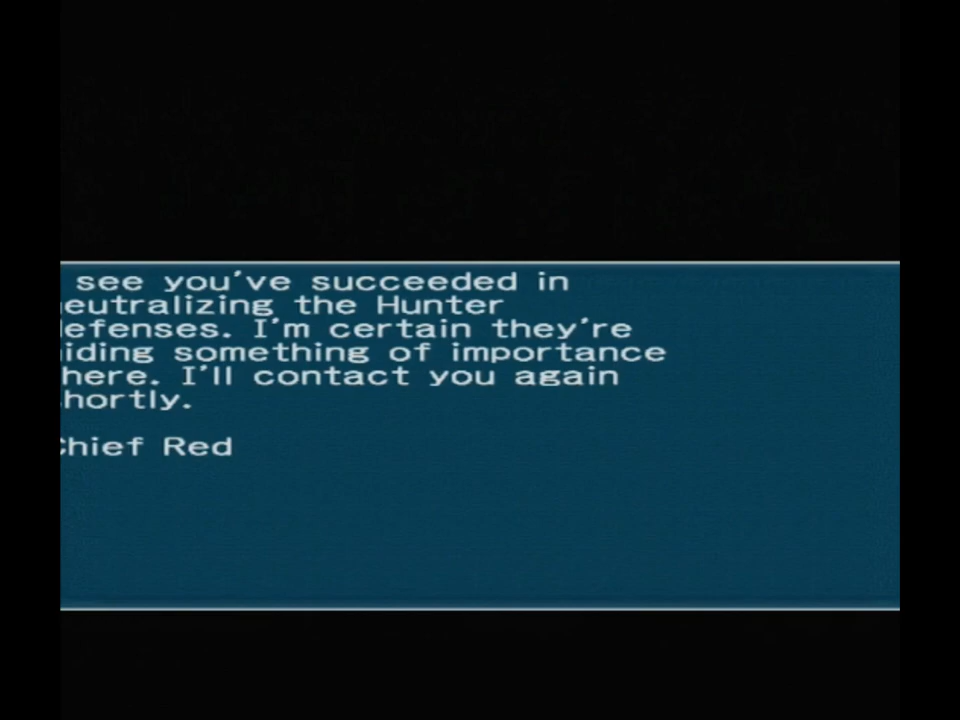 see you've succeeded in
eutralizing the Hunter
efenses. I'm certain they're
iding something of importance
here. I'll contact you again
hortly.
Chief Red